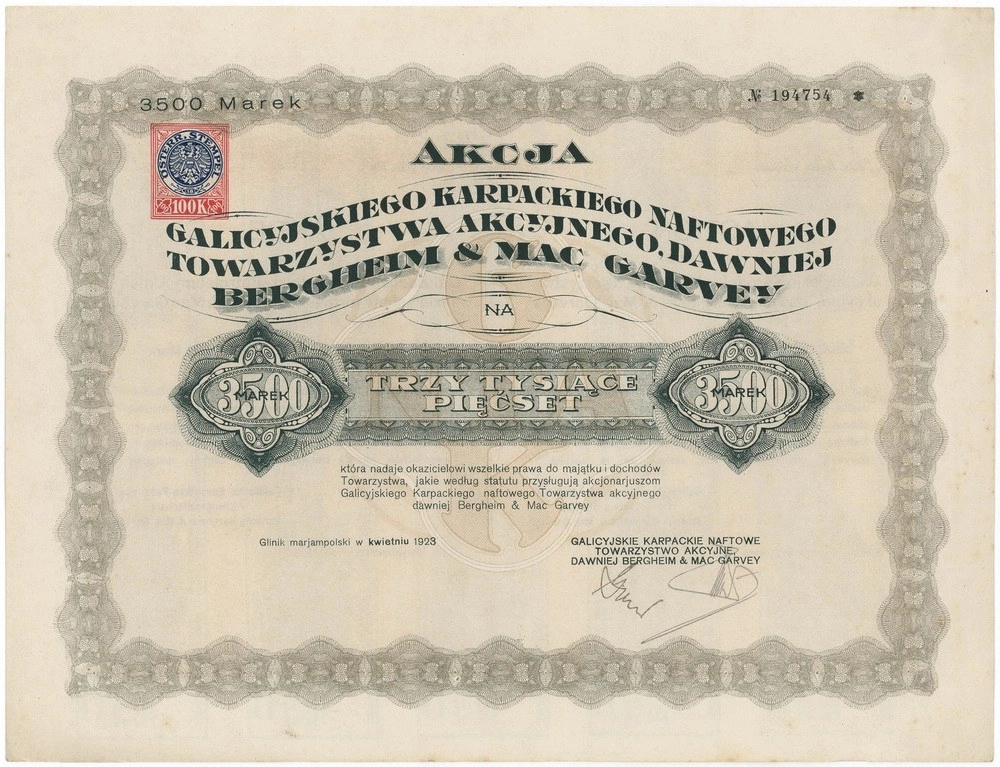 3500 Marek
№ 194754 *
ÖSTERR. STEMPEL
100K
AKCJA
GALICYJSKIEGO KARPACKIEGO NAFTOWEGO
TOWARZYSTWA AKCYJNEGO, DAWNIEJ
BERGHEIM & MAC GARVEY
NA
3500
MAREK
TRZY TYSIĄCE
PIĘĆSET
3500
MAREK
która nadaje okazicielowi wszelkie prawa do majątku i dochodów
Towarzystwa, jakie według statutu przysługują akcjonarjuszom
Galicyjskiego Karpackiego naftowego Towarzystwa akcyjnego
dawniej Bergheim & Mac Garvey
Glinik marjampolski w kwietniu 1923
GALICYJSKIE KARPACKIE NAFTOWE
TOWARZYSTWO AKCYJNE,
DAWNIEJ BERGHEIM & MAC GARVEY